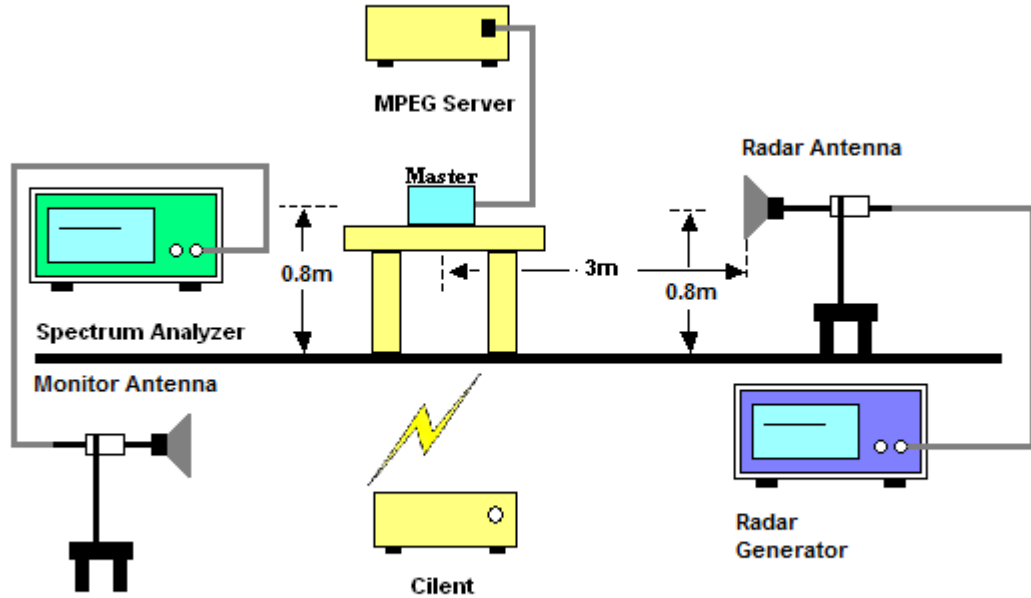 MPEG Server
Master
Radar Antenna
0.8m
3m
0.8m
Spectrum Analyzer
Monitor Antenna
Radar
Generator
Cilent